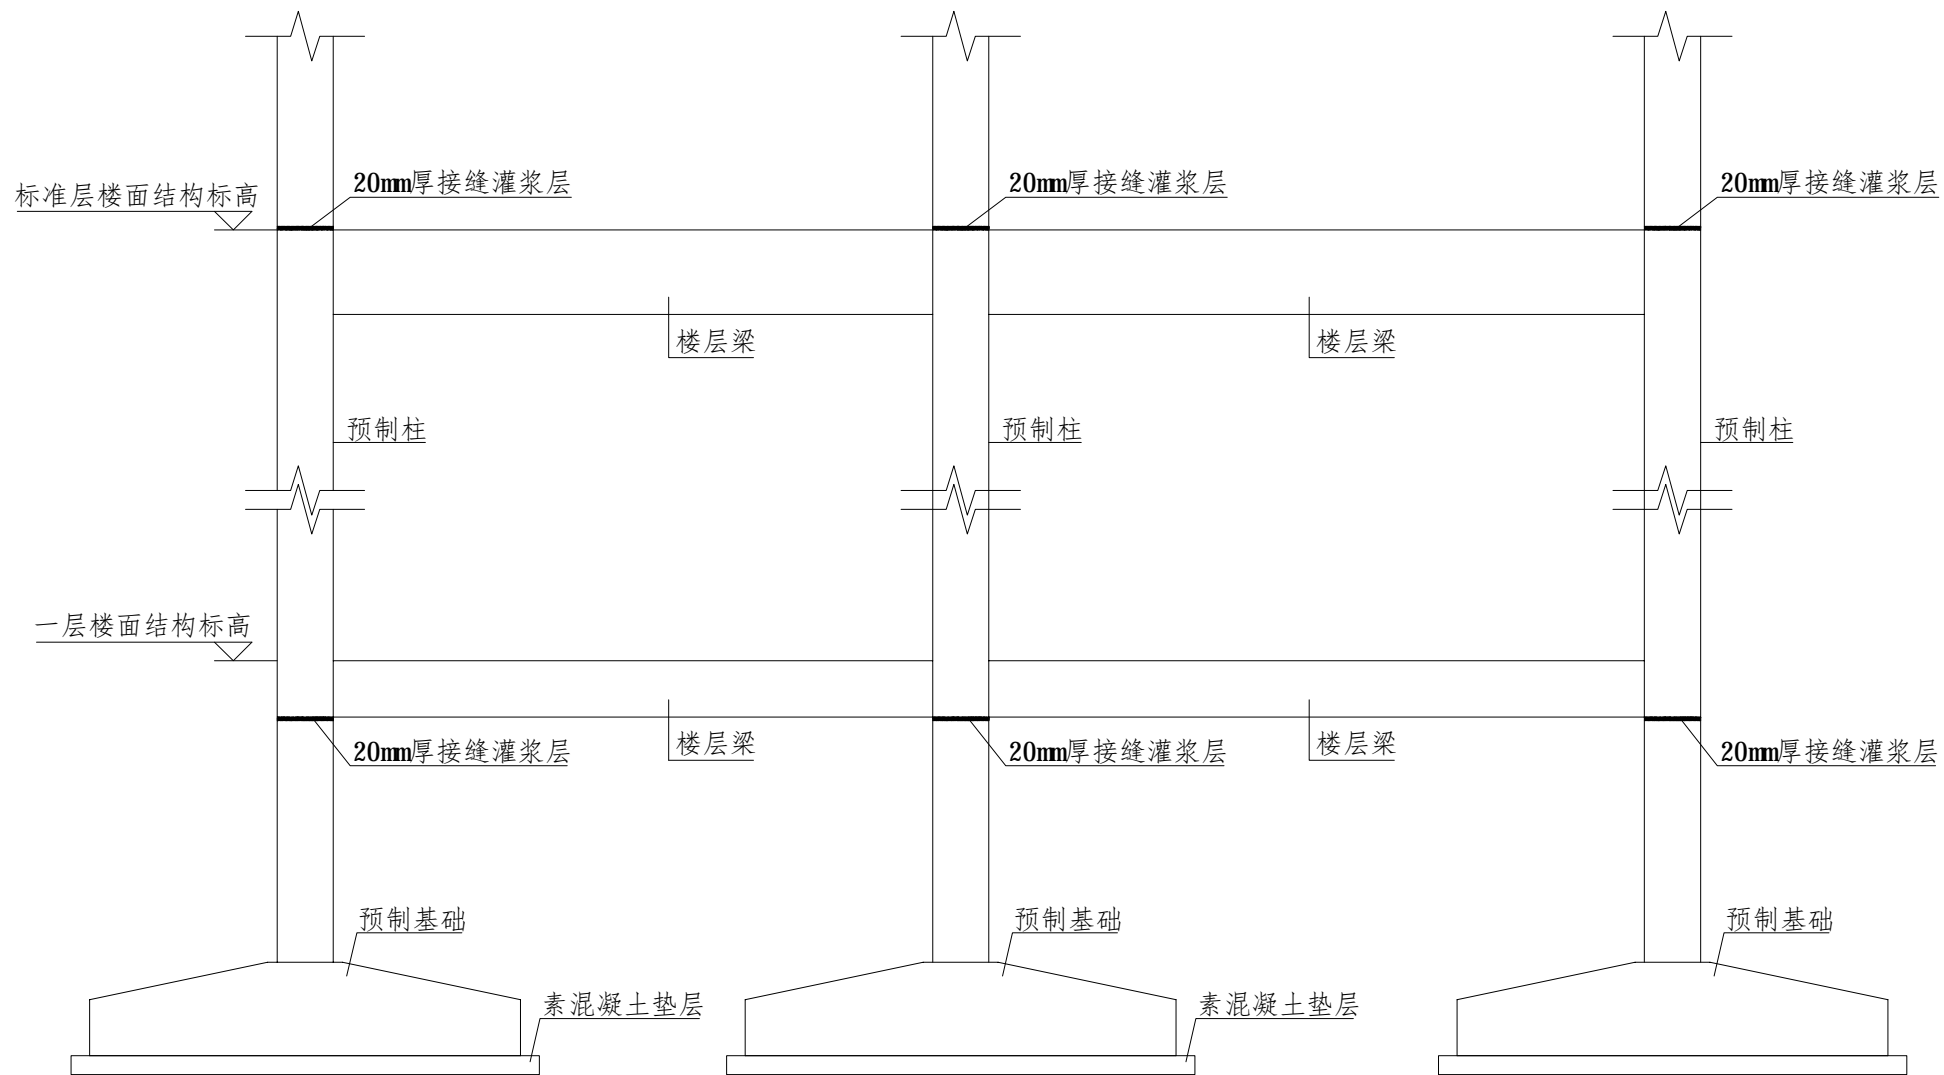 20mm厚接缝灌浆层
20mm厚接缝灌浆层
20mm厚接缝灌浆层
标准层楼面结构标高
楼层梁
楼层梁
预制柱
预制柱
预制柱
一层楼面结构标高
楼层梁
楼层梁
20mm厚接缝灌浆层
20mm厚接缝灌浆层
20mm厚接缝灌浆层
预制基础
预制基础
预制基础
素混凝土垫层
素混凝土垫层